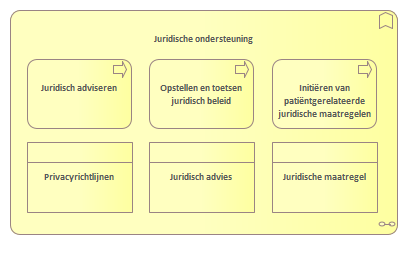 Juridische ondersteuning
Juridisch adviseren
Opstellen en toetsen
juridisch beleid
Initiëren van
patiëntgerelateerde
juridische maatregelen
Privacyrichtlijnen
Juridisch advies
Juridische maatregel